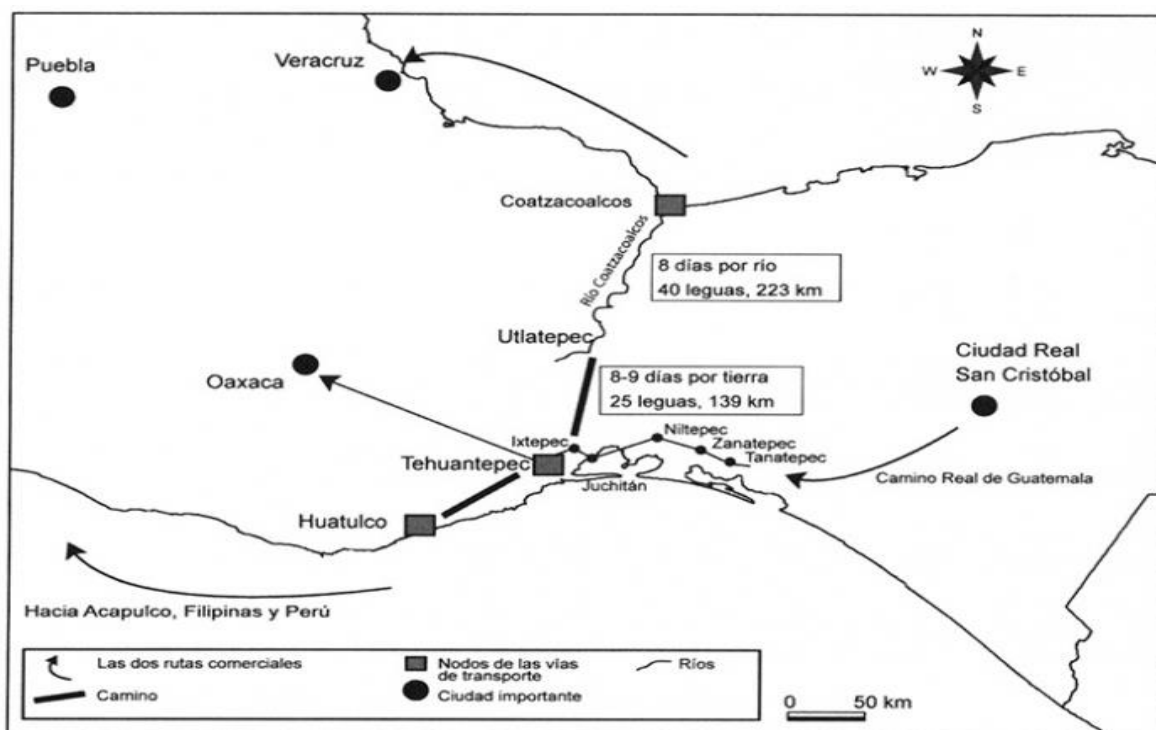 N
W E
S
Puebla
Veracruz
Coatzacoalcos
Río Coatzacoalcos
8 días por río
40 leguas, 223 km
Utlatepec
Ciudad Real
San Cristóbal
Oaxaca
8-9 días por tierra
25 leguas, 139 km
Ixtepec
Niltepec
Zanatepec
Tanatepec
Tehuantepec
Juchitán
Camino Real de Guatemala
Huatulco
Hacia Acapulco, Filipinas y Perú
Las dos rutas comerciales
Camino
Nodos de las vías
de transporte
Ciudad importante
Ríos
0 50 km